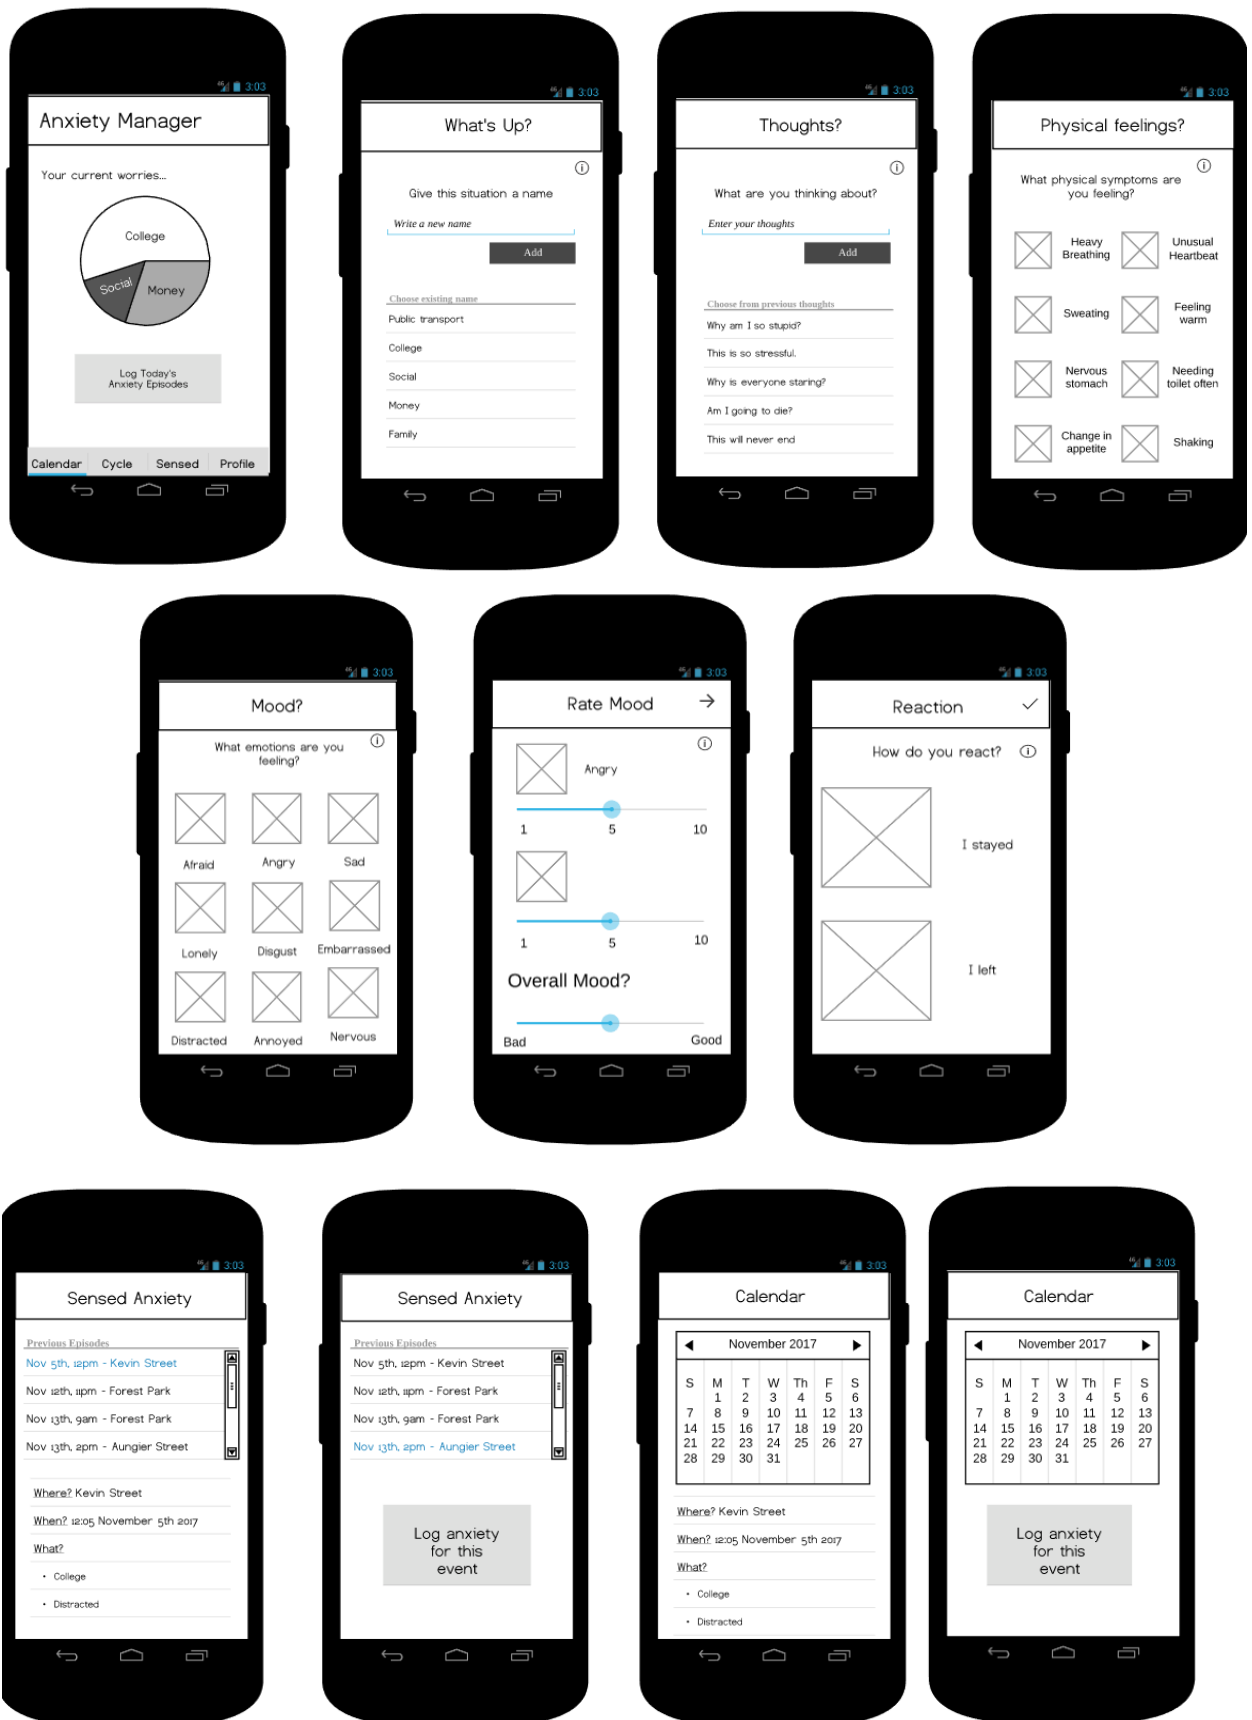 4G 3:03
Anxiety Manager
Your current worries...
College
Social
Money
Log Today's
Anxiety Episodes
Calendar Cycle Sensed Profile
4G 3:03
What's Up?
Give this situation a name
Write a new name
Add
Choose existing name
Public transport
College
Social
Money
Family
4G 3:03
Thoughts?
What are you thinking about?
Enter your thoughts
Add
Choose from previous thoughts
Why am I so stupid?
This is so stressful.
Why is everyone staring?
Am I going to die?
This will never end
4G 3:03
Physical feelings?
What physical symptoms are
you feeling?
Heavy
Breathing
Unusual
Heartbeat
Sweating
Feeling
warm
Nervous
stomach
Needing
toilet often
Change in
appetite
Shaking
4G 3:03
Mood?
What emotions are you
feeling?
Afraid Angry Sad
Lonely Disgust Embarrassed
Distracted Annoyed Nervous
4G 3:03
Rate Mood
Angry
1 5 10
1 5 10
Overall Mood?
Bad Good
4G 3:03
Reaction
How do you react?
I stayed
I left
4G 3:03
Sensed Anxiety
Previous Episodes
Nov 5th, 12pm - Kevin Street
Nov 12th, 11pm - Forest Park
Nov 13th, 9am - Forest Park
Nov 13th, 2pm - Aungier Street
Where? Kevin Street
When? 12:05 November 5th 2017
What?
• College
• Distracted
4G 3:03
Sensed Anxiety
Previous Episodes
Nov 5th, 12pm - Kevin Street
Nov 12th, 11pm - Forest Park
Nov 13th, 9am - Forest Park
Nov 13th, 2pm - Aungier Street
Log anxiety
for this
event
4G 3:03
Calendar
November 2017
S M T W Th F S
1 2 3 4 5 6
7 8 9 10 11 12 13
14 15 16 17 18 19 20
21 22 23 24 25 26 27
28 29 30 31
Where? Kevin Street
When? 12:05 November 5th 2017
What?
• College
• Distracted
4G 3:03
Calendar
November 2017
S M T W Th F S
1 2 3 4 5 6
7 8 9 10 11 12 13
14 15 16 17 18 19 20
21 22 23 24 25 26 27
28 29 30 31
Log anxiety
for this
event